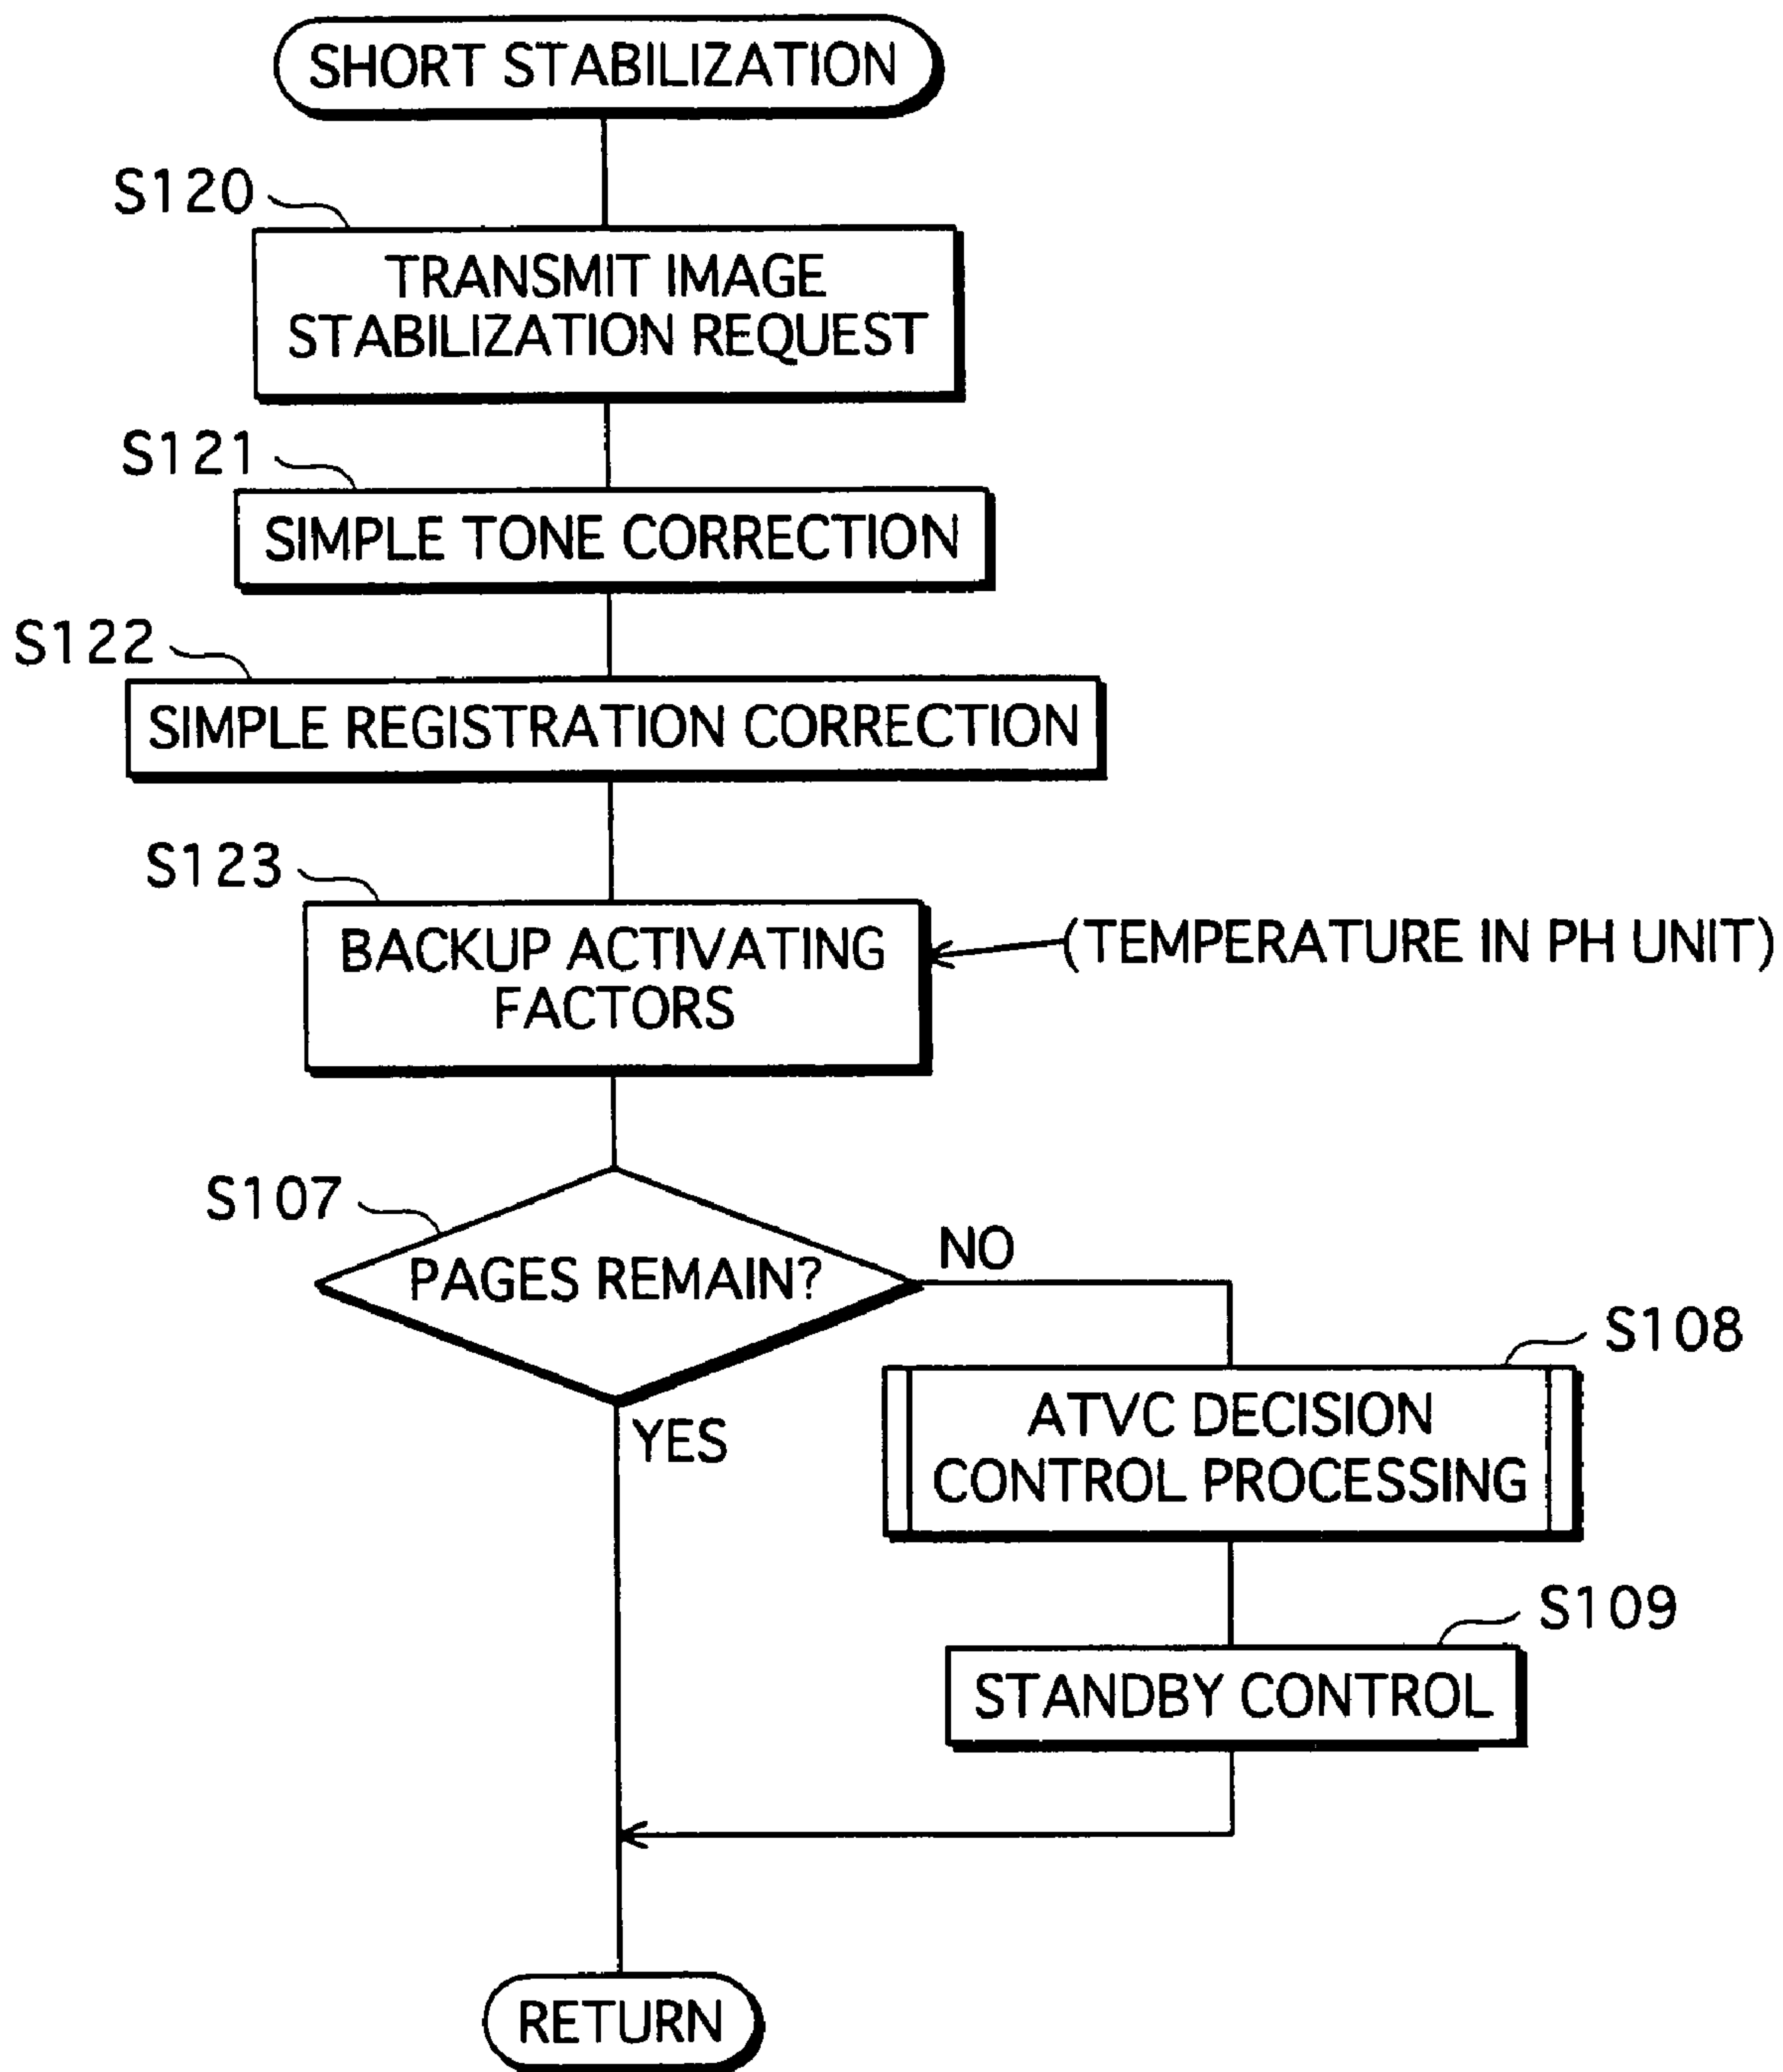 SHORT STABILIZATION
S120
TRANSMIT IMAGE
STABILIZATION REQUEST
S121
SIMPLE TONE CORRECTION
S122
SIMPLE REGISTRATION CORRECTION
S123
BACKUP ACTIVATING
FACTORS
(TEMPERATURE IN PH UNIT)
S107
PAGES REMAIN?
NO
YES
S108
ATVC DECISION
CONTROL PROCESSING
S109
STANDBY CONTROL
RETURN